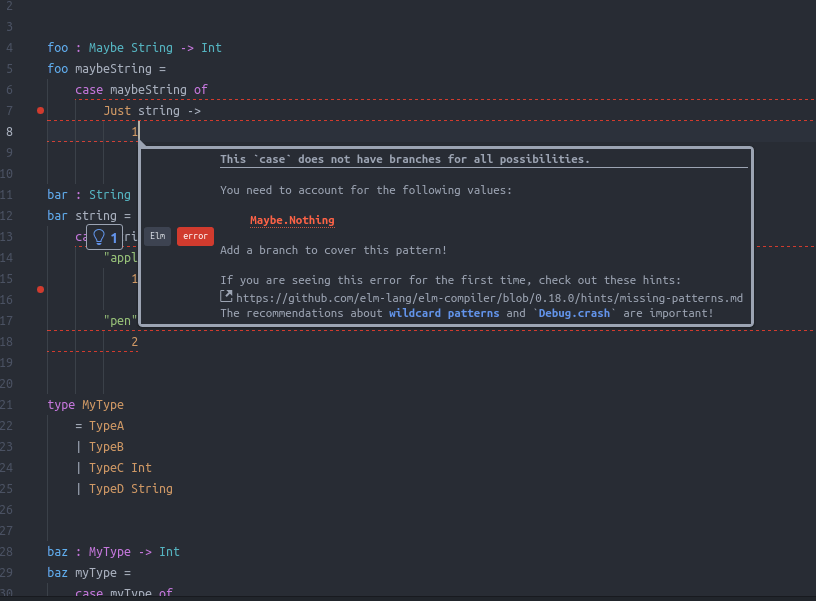 2
3
4 foo : Maybe String -> Int
5 foo maybeString =
6 case maybeString of
7 Just string ->
8 1
9
10
11 bar : String
12 bar string =
13 ca 1 ri
14 "appl
15 1
16
17 "pen"
18 2
19
20
21 type MyType
22 = TypeA
23 | TypeB
24 | TypeC Int
25 | TypeD String
26
27
28 baz : MyType -> Int
29 baz myType =
30 case myType of
Elm error
This `case` does not have branches for all possibilities.
You need to account for the following values:
Maybe.Nothing
Add a branch to cover this pattern!
If you are seeing this error for the first time, check out these hints:
https://github.com/elm-lang/elm-compiler/blob/0.18.0/hints/missing-patterns.md
The recommendations about wildcard patterns and `Debug.crash` are important!